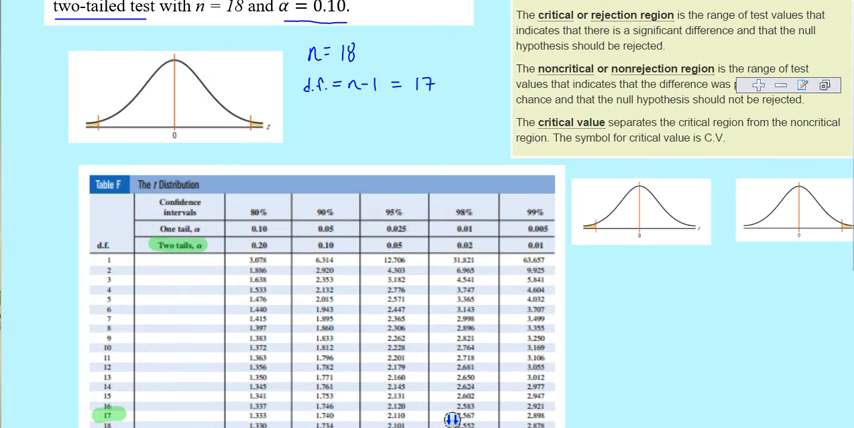 two-tailed test with n = 18 and α = 0.10.
n = 18
d.f. = n-1 = 17
0
z
The critical or rejection region is the range of test values that
indicates that there is a significant difference and that the null
hypothesis should be rejected.
The noncritical or nonrejection region is the range of test
values that indicates that the difference was
chance and that the null hypothesis should not be rejected.
The critical value separates the critical region from the noncritical
region. The symbol for critical value is C.V.
Table F The t Distribution
Confidence intervals 80% 90% 95% 98% 99%
One tail, α 0.10 0.05 0.025 0.01 0.005
d.f. Two tails, α 0.20 0.10 0.05 0.02 0.01
1 3.078 6.314 12.706 31.821 63.657
2 1.886 2.920 4.303 6.965 9.925
3 1.638 2.353 3.182 4.541 5.841
4 1.533 2.132 2.776 3.747 4.604
5 1.476 2.015 2.571 3.365 4.032
6 1.440 1.943 2.447 3.143 3.707
7 1.415 1.895 2.365 2.998 3.499
8 1.397 1.860 2.306 2.896 3.355
9 1.383 1.833 2.262 2.821 3.250
10 1.372 1.812 2.228 2.764 3.169
11 1.363 1.796 2.201 2.718 3.106
12 1.356 1.782 2.179 2.681 3.055
13 1.350 1.771 2.160 2.650 3.012
14 1.345 1.761 2.145 2.624 2.977
15 1.341 1.753 2.131 2.602 2.947
16 1.337 1.746 2.120 2.583 2.921
17 1.333 1.740 2.110 .567 2.898
18 1.330 1.734 2.101 .552 2.878
0
0